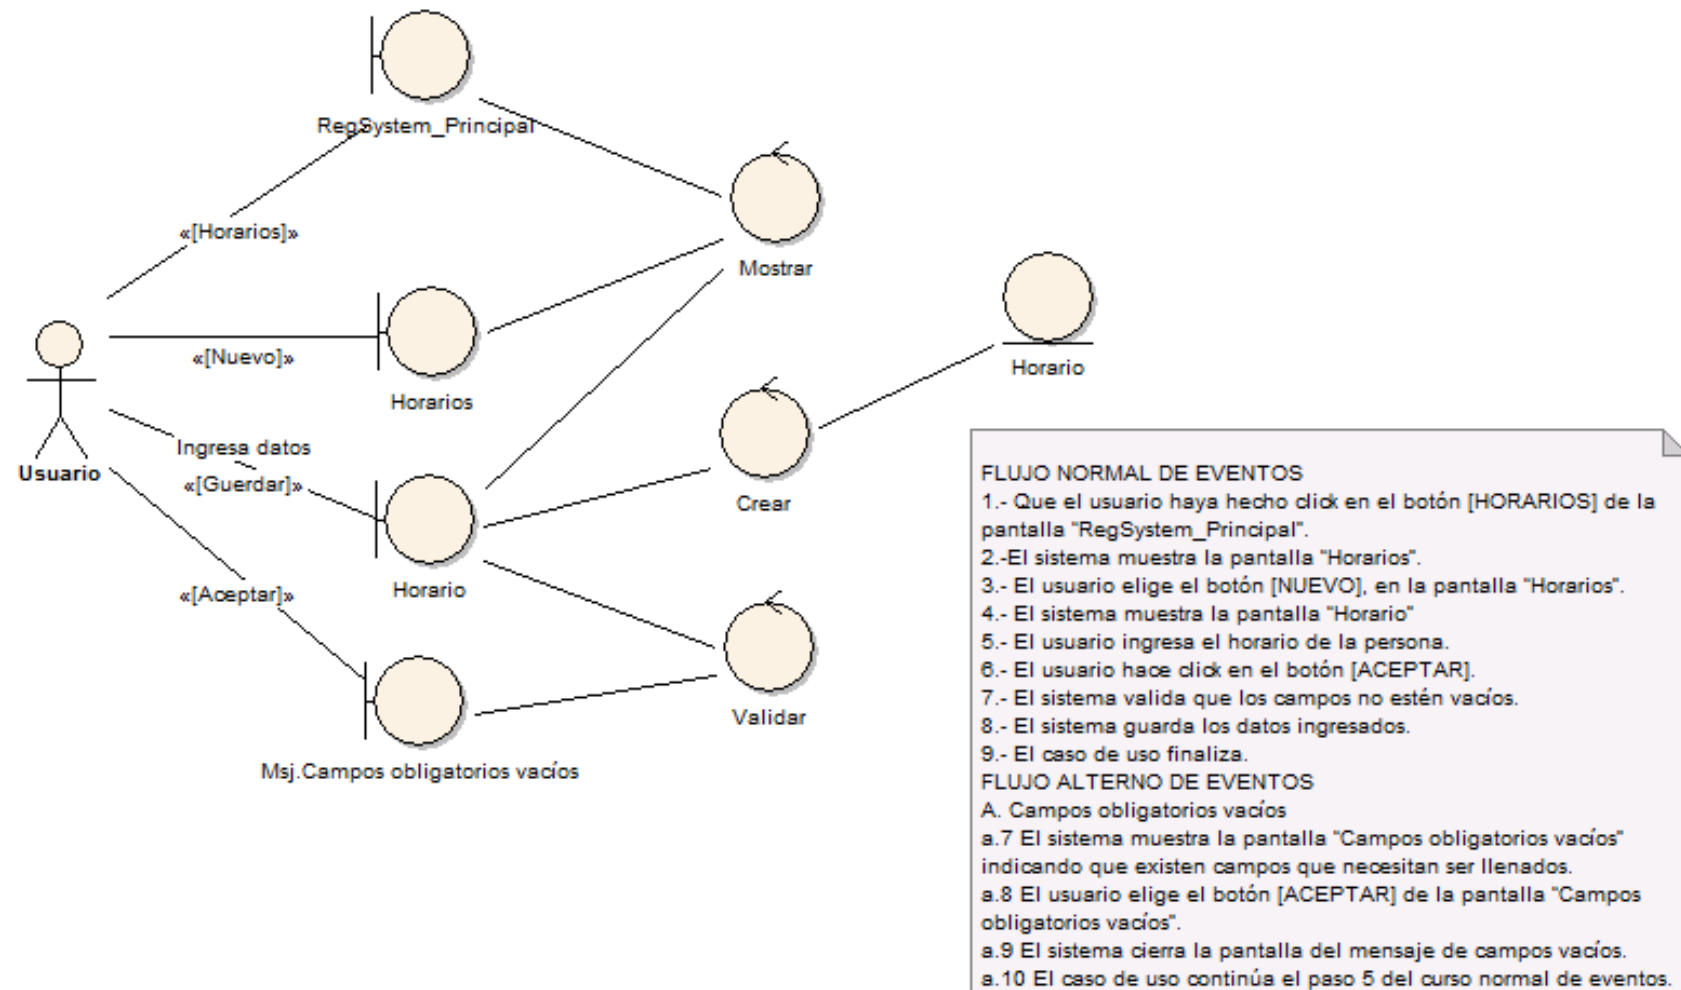 RegSystem_Principal
«[Horarios]»
Mostrar
«[Nuevo]»
Horarios
Horario
Usuario
Ingresa datos
«[Guerdar]»
Crear
Horario
«[Aceptar]»
Validar
Msj.Campos obligatorios vacíos
FLUJO NORMAL DE EVENTOS
1.- Que el usuario haya hecho click en el botón [HORARIOS] de la
pantalla "RegSystem_Principal".
2.-El sistema muestra la pantalla "Horarios".
3.- El usuario elige el botón [NUEVO], en la pantalla "Horarios".
4.- El sistema muestra la pantalla "Horario"
5.- El usuario ingresa el horario de la persona.
6.- El usuario hace click en el botón [ACEPTAR].
7.- El sistema valida que los campos no estén vacíos.
8.- El sistema guarda los datos ingresados.
9.- El caso de uso finaliza.
FLUJO ALTERNO DE EVENTOS
A. Campos obligatorios vacíos
a.7 El sistema muestra la pantalla "Campos obligatorios vacíos"
indicando que existen campos que necesitan ser llenados.
a.8 El usuario elige el botón [ACEPTAR] de la pantalla "Campos
obligatorios vacíos".
a.9 El sistema cierra la pantalla del mensaje de campos vacíos.
a.10 El caso de uso continúa el paso 5 del curso normal de eventos.